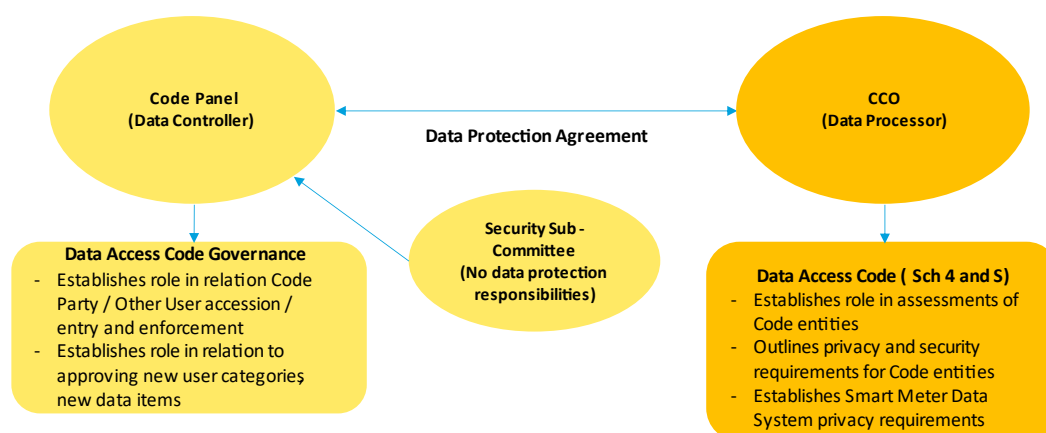 Code Panel
(Data Controller)
CCO
(Data Processor)
Data Protection Agreement
Security Sub -
Committee
(No data protection
responsibilities)
Data Access Code Governance
- Establishes role in relation Code
Party / Other User accession /
entry and enforcement
- Establishes role in relation to
approving new user categories,
new data items
Data Access Code ( Sch 4 and S)
- Establishes role in assessments of
Code entities
- Outlines privacy and security
requirements for Code entities
- Establishes Smart Meter Data
System privacy requirements